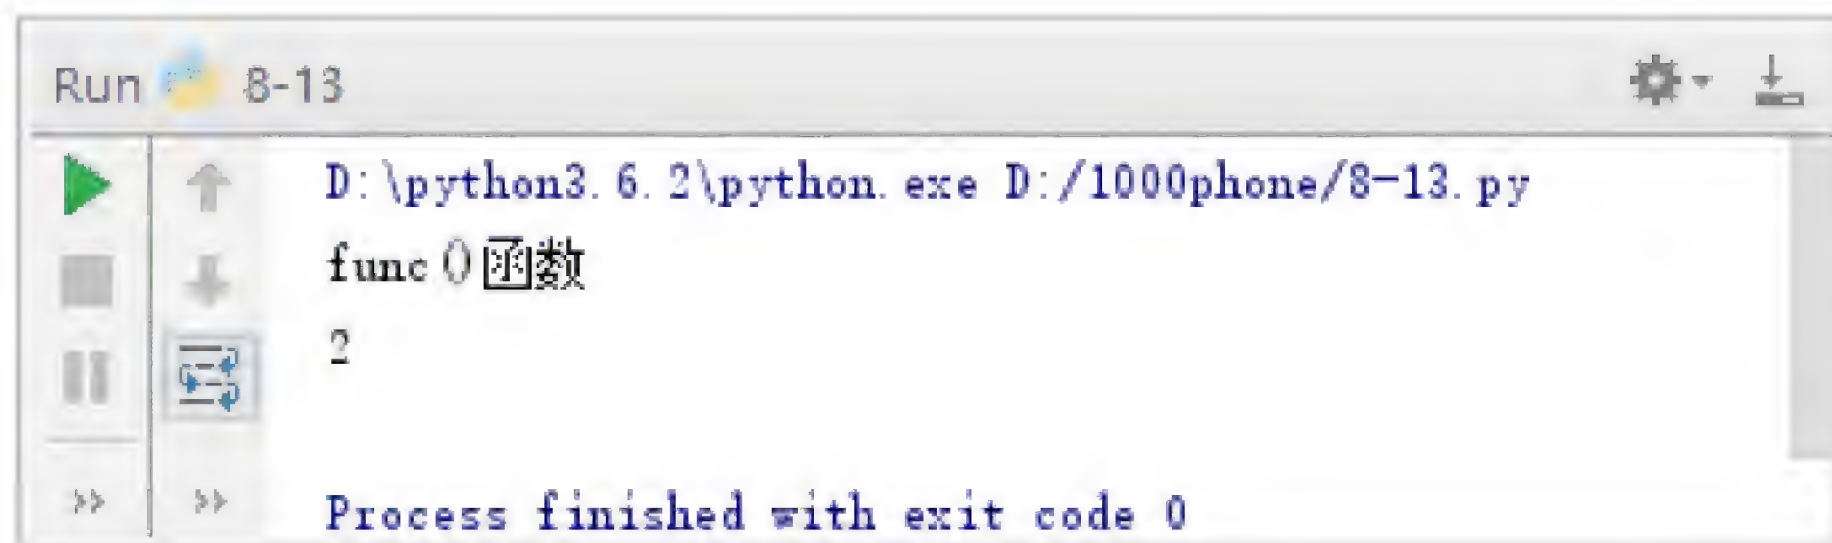 Run 8-13
D:\python3.6.2\python.exe D:/1000phone/8-13.py
func()函数
2
Process finished with exit code 0